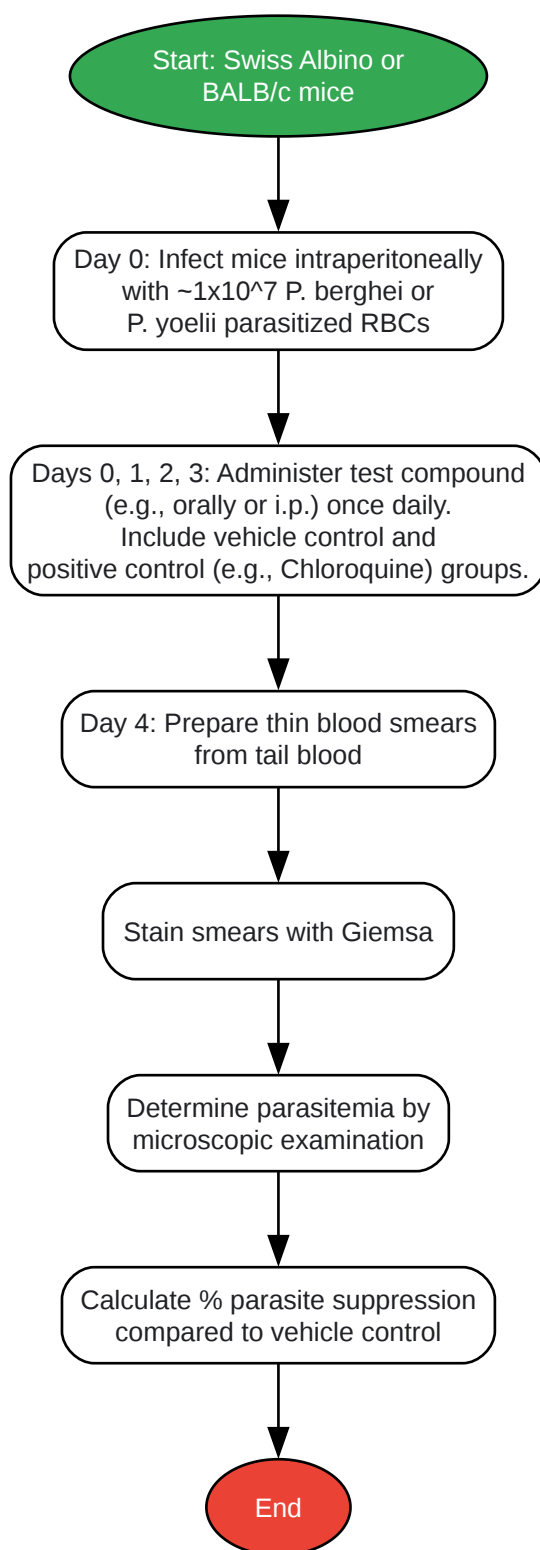 Start: Swiss Albino or
BALB/c mice
Day 0: Infect mice intraperitoneally
with ~1x10^7 P. berghei or
P. yoelii parasitized RBCs
Days 0, 1, 2, 3: Administer test compound
(e.g., orally or i.p.) once daily.
Include vehicle control and
positive control (e.g., Chloroquine) groups.
Day 4: Prepare thin blood smears
from tail blood
Stain smears with Giemsa
Determine parasitemia by
microscopic examination
Calculate % parasite suppression
compared to vehicle control
End